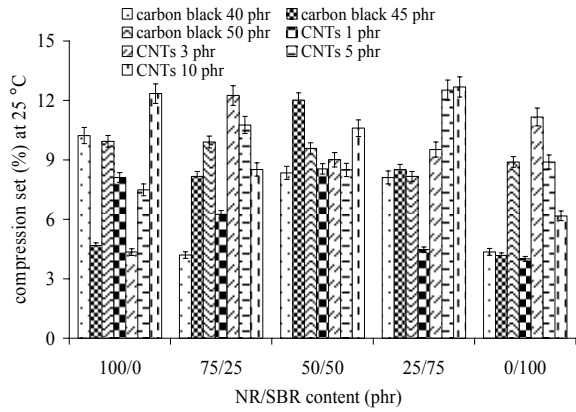 carbon black 40 phr carbon black 45 phr
carbon black 50 phr CNTs 1 phr
CNTs 3 phr CNTs 5 phr
CNTs 10 phr
compression set (%) at 25 °C
15
12
9
6
3
0
100/0 75/25 50/50 25/75 0/100
NR/SBR content (phr)